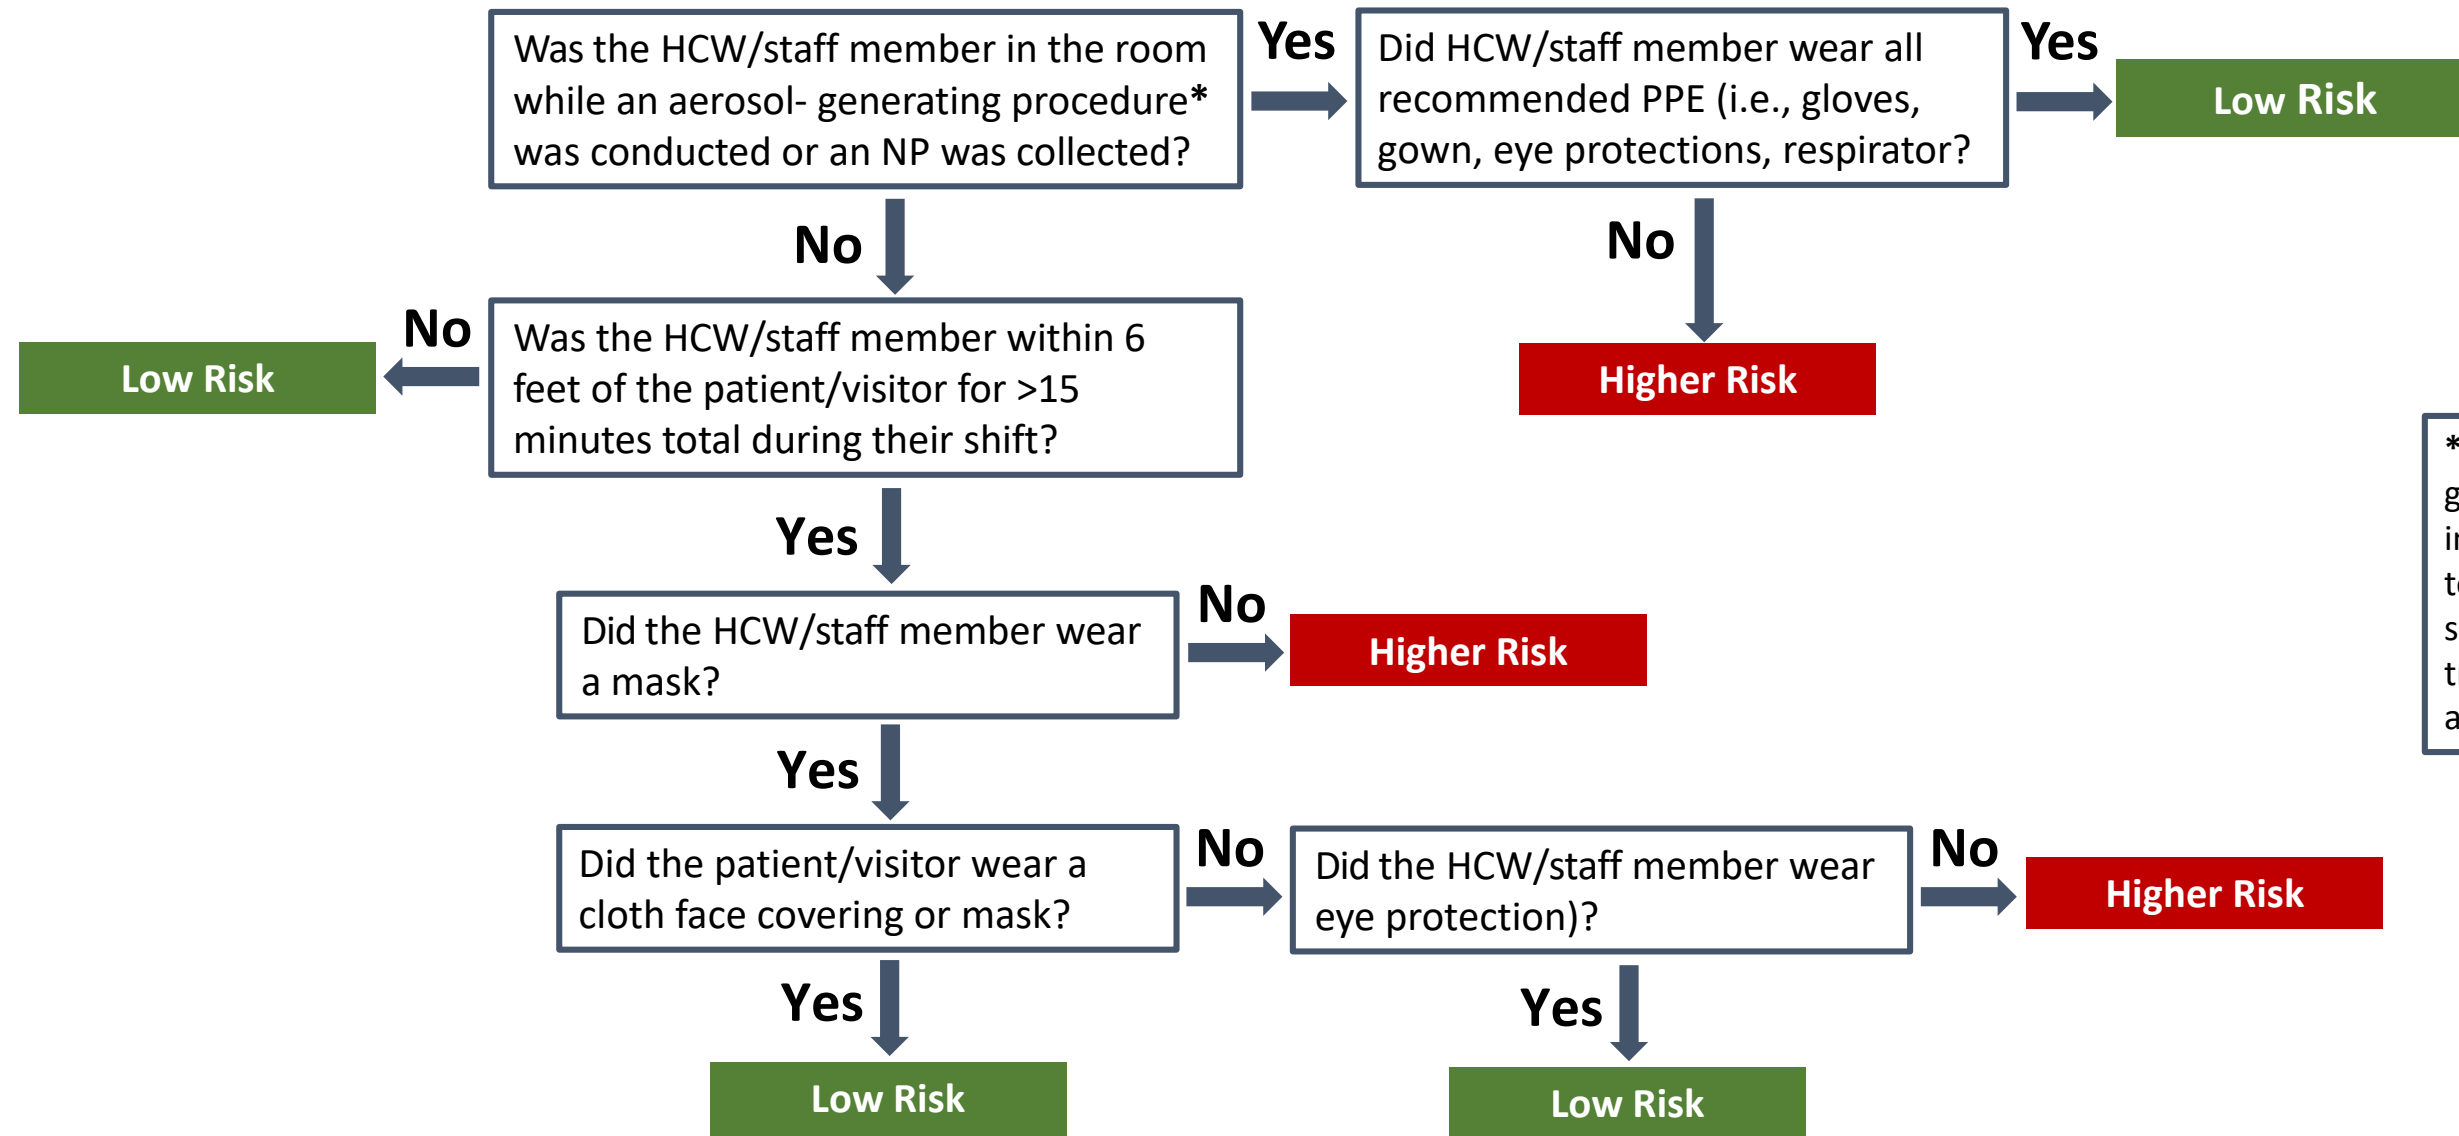 Was the HCW/staff member in the room
while an aerosol- generating procedure*
was conducted or an NP was collected?
Yes
Did HCW/staff member wear all
recommended PPE (i.e., gloves,
gown, eye protections, respirator?
Yes
Low Risk
No
No
Higher Risk
Was the HCW/staff member within 6
feet of the patient/visitor for >15
minutes total during their shift?
No
Low Risk
Yes
Did the HCW/staff member wear
a mask?
No
Higher Risk
Yes
Did the patient/visitor wear a
cloth face covering or mask?
No
Did the HCW/staff member wear
eye protection)?
No
Higher Risk
Yes
Low Risk
Yes
Low Risk
*